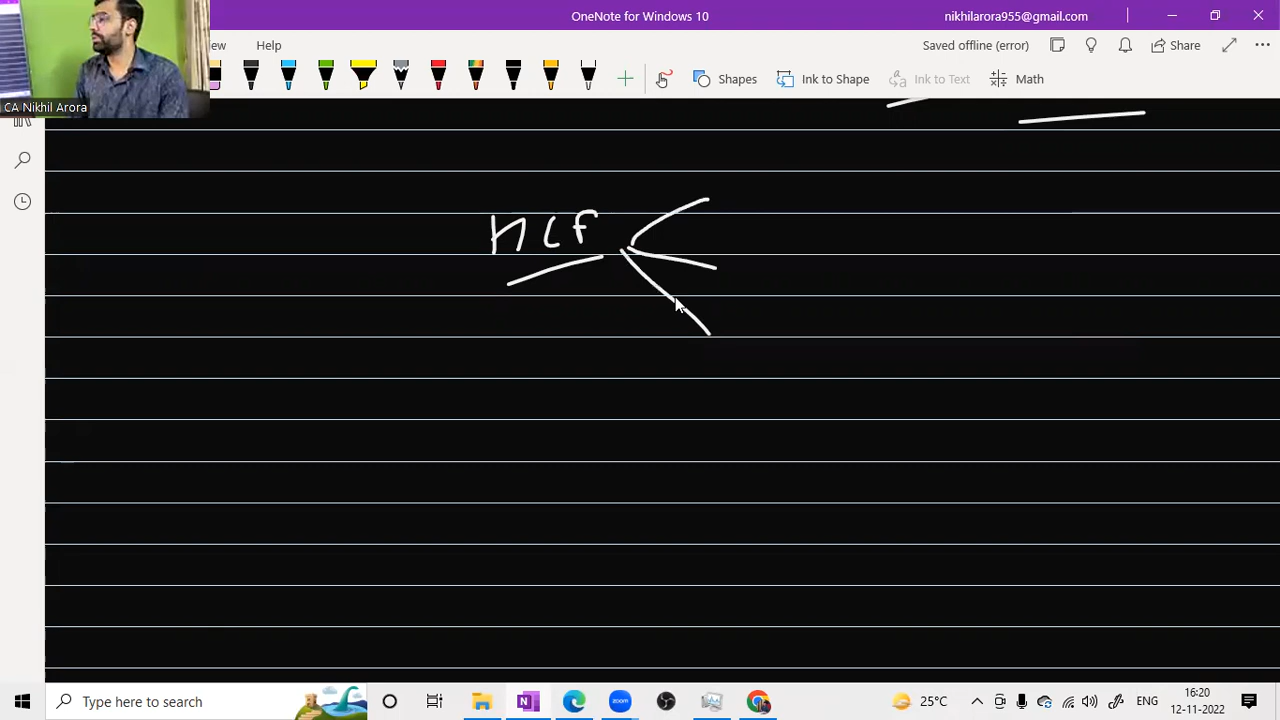 OneNote for Windows 10
nikhilarora955@gmail.com
ew Help
Saved offline (error)
Share
Shapes
Ink to Shape
Ink to Text
Math
CA Nikhil Arora
HCF
Type here to search
25°C
ENG
16:20
12-11-2022